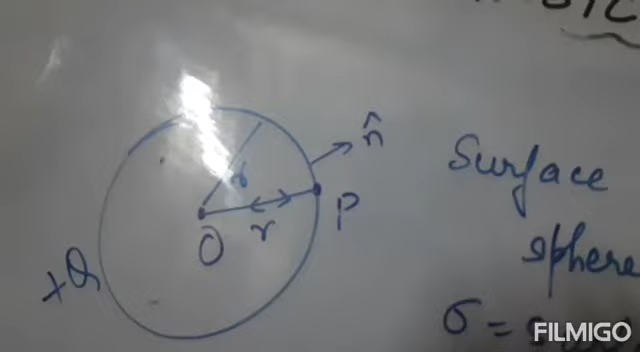 n̂
r
Surface
P
r
O
sphere
+Q
σ =
FILMIGO